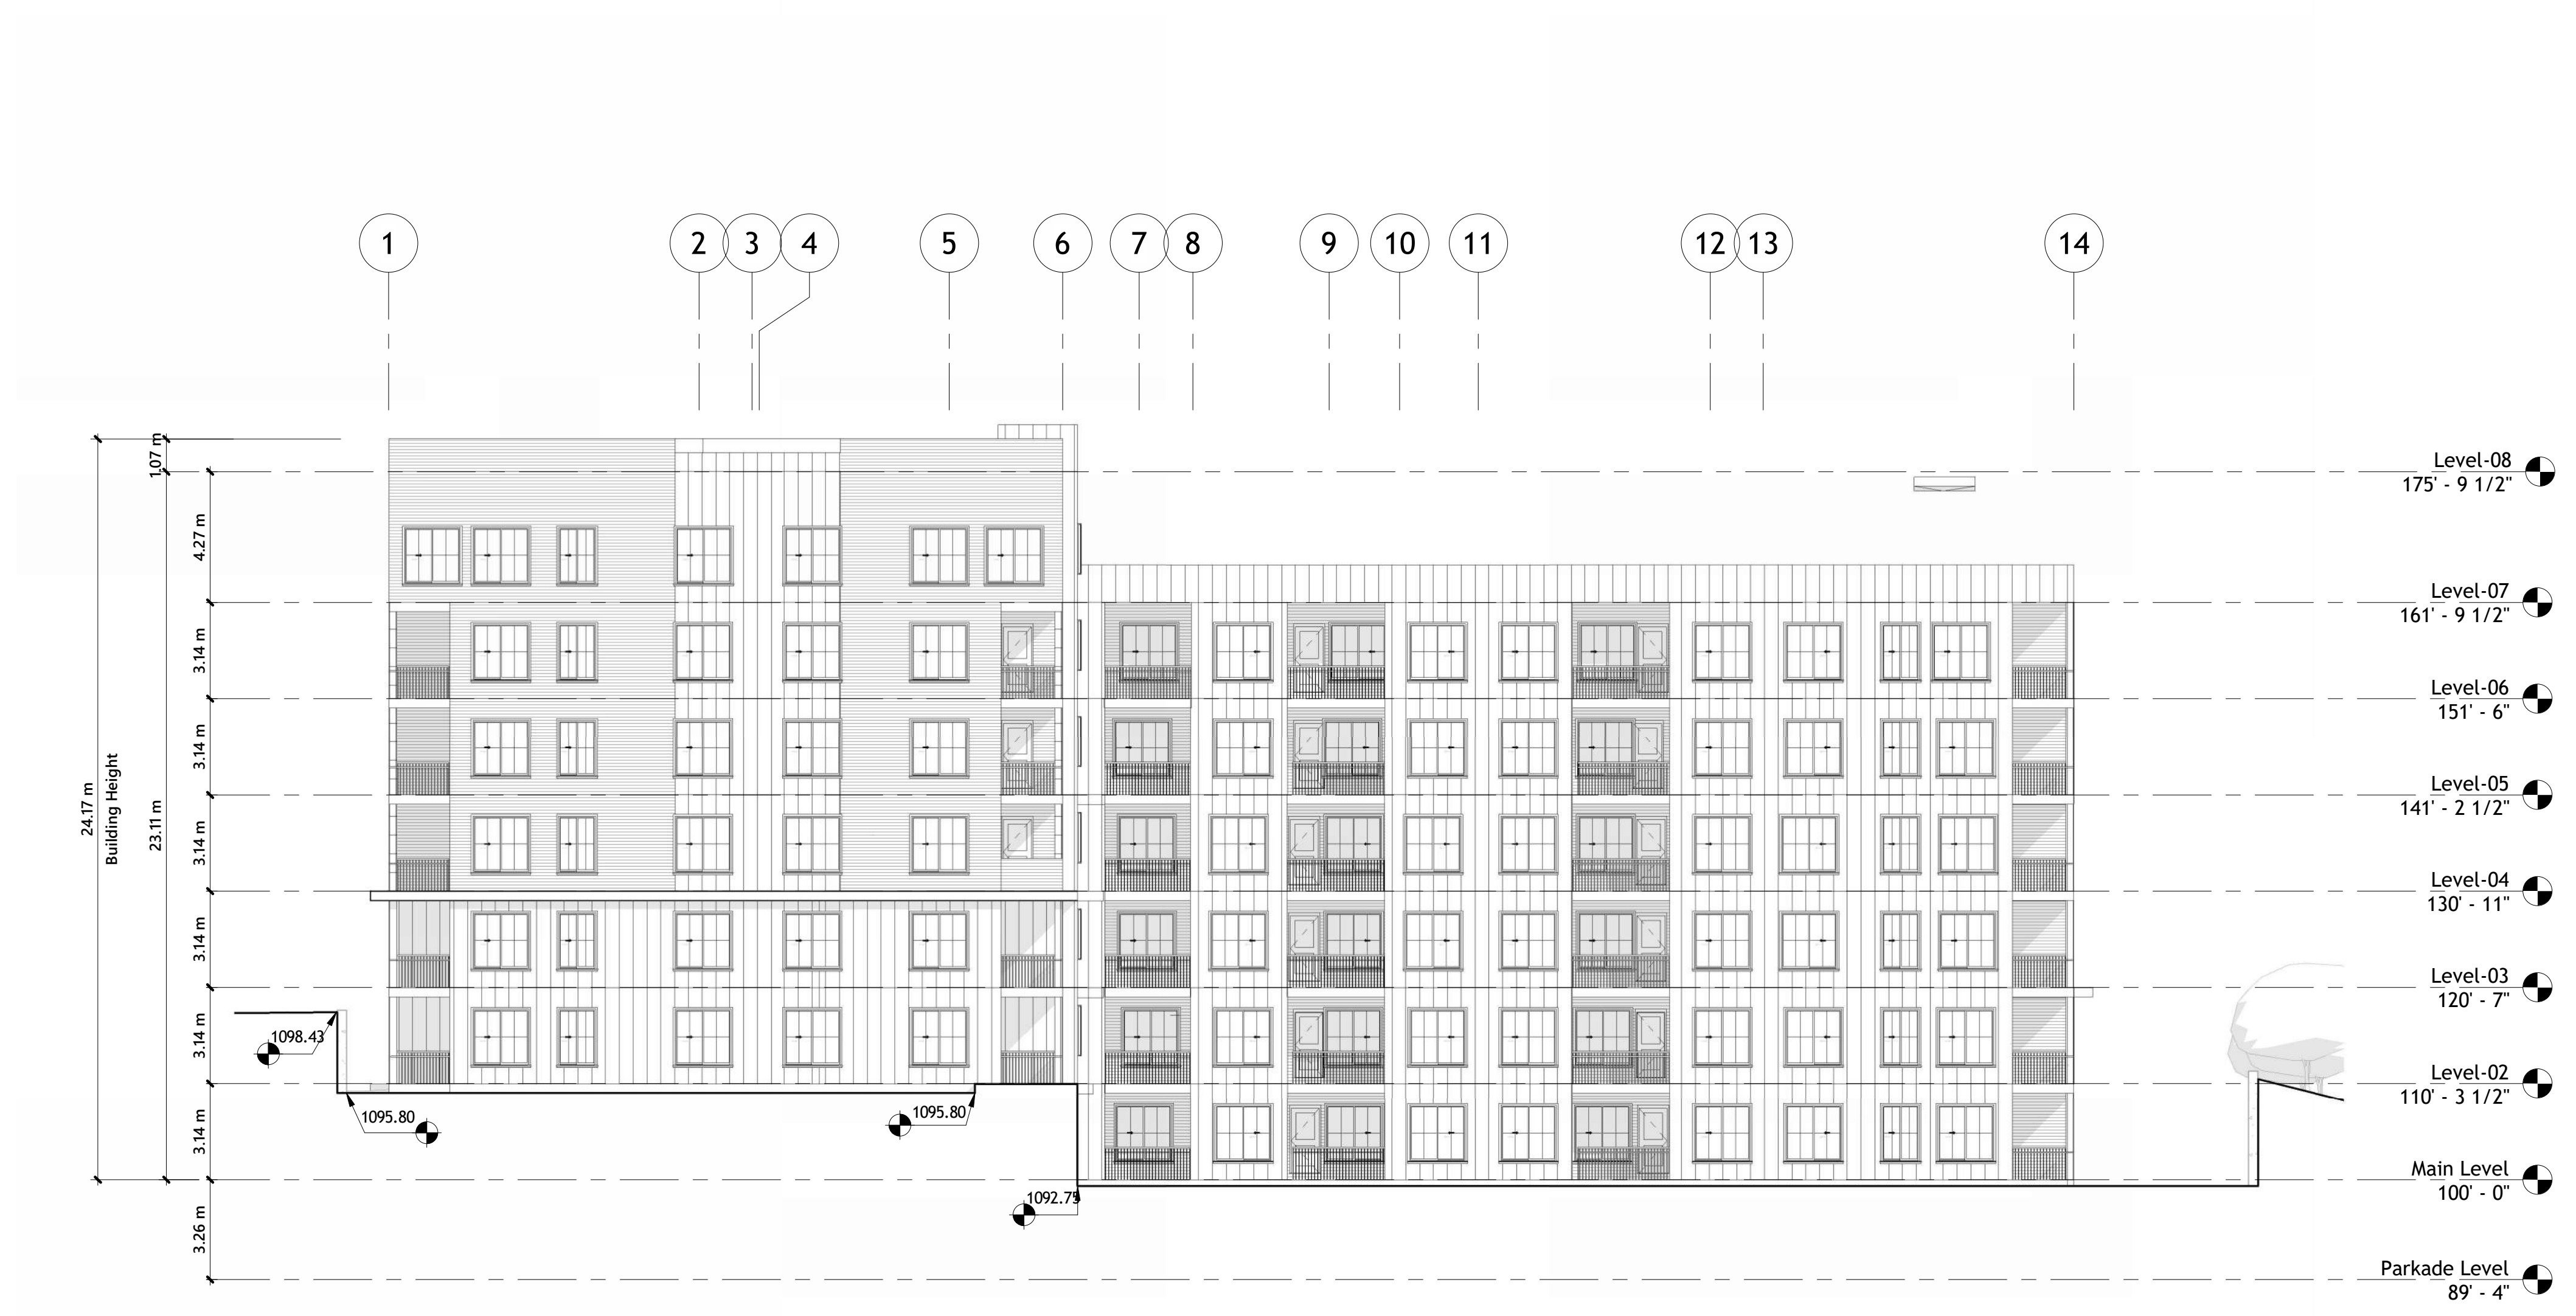 1
2
3
4
5
6
7
8
9
10
11
12
13
14
1.07 m
Level-08
175' - 9 1/2"
4.27 m
Level-07
161' - 9 1/2"
3.14 m
Level-06
151' - 6"
3.14 m
Level-05
141' - 2 1/2"
24.17 m
Building Height
23.11 m
3.14 m
Level-04
130' - 11"
3.14 m
Level-03
120' - 7"
3.14 m
1098.43
Level-02
110' - 3 1/2"
1095.80
1095.80
3.14 m
Main Level
100' - 0"
1092.75
3.26 m
Parkade Level
89' - 4"